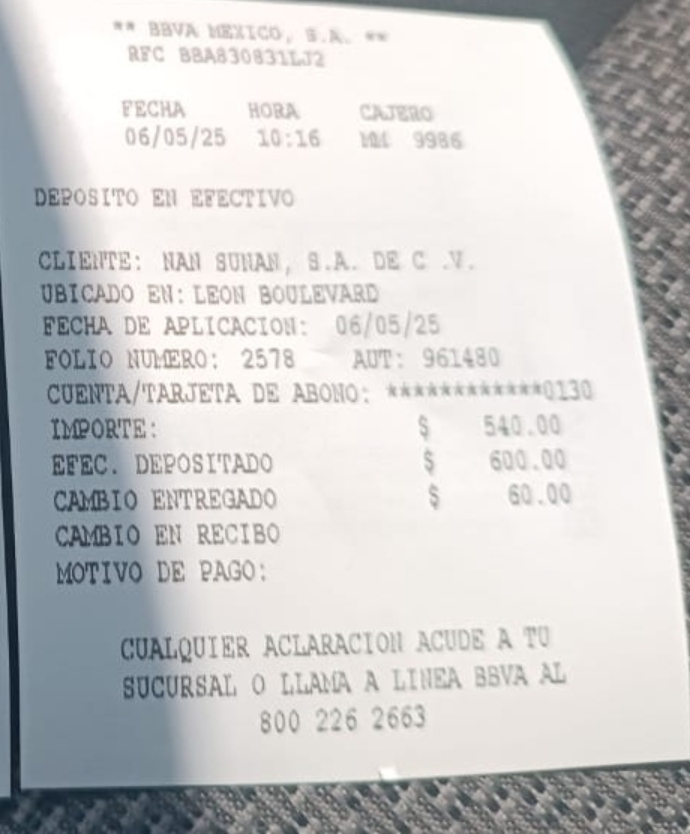 ** BBVA MEXICO, S.A. **
RFC BBA830831LJ2
FECHA HORA CAJERO
06/05/25 10:16 9986
DEPOSITO EN EFECTIVO
CLIENTE: NAN SUNAN, S.A. DE C .V.
UBICADO EN: LEON BOULEVARD
FECHA DE APLICACION: 06/05/25
FOLIO NUMERO: 2578 AUT: 961480
CUENTA/TARJETA DE ABONO: ************0130
IMPORTE: $ 540.00
EFEC. DEPOSITADO $ 600.00
CAMBIO ENTREGADO $ 60.00
CAMBIO EN RECIBO
MOTIVO DE PAGO:
CUALQUIER ACLARACION ACUDE A TU
SUCURSAL O LLAMA A LINEA BBVA AL
800 226 2663